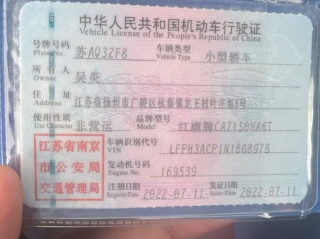 中华人民共和国机动车行驶证
Vehicle License of the People's Republic of China
号牌号码 Plate No. 苏AQ32F8 车辆类型 Vehicle Type 小型轿车
所有人 Owner 吴炎
住址 Address 江苏省扬州市广陵区杭集镇龙王村叶庄组8号
使用性质 Use Character 非营运 品牌型号 Model 红旗牌CA7150HA6T
江苏省南京市公安局交通管理局
车辆识别代号 VIN LFPH3ACP1N1B08978
发动机号码 Engine No. 169539
注册日期 Register Date 2022-07-11 发证日期 Issue Date 2022-07-11